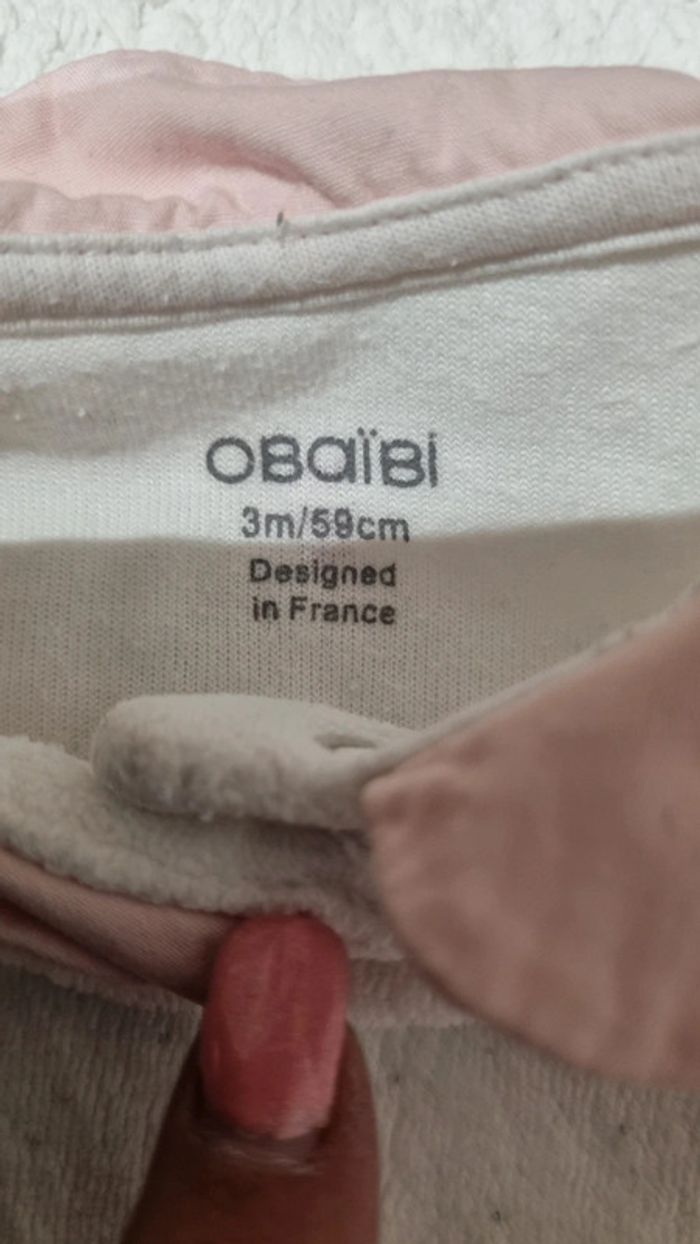 OBaïBi
3m/59cm
Designed
in France